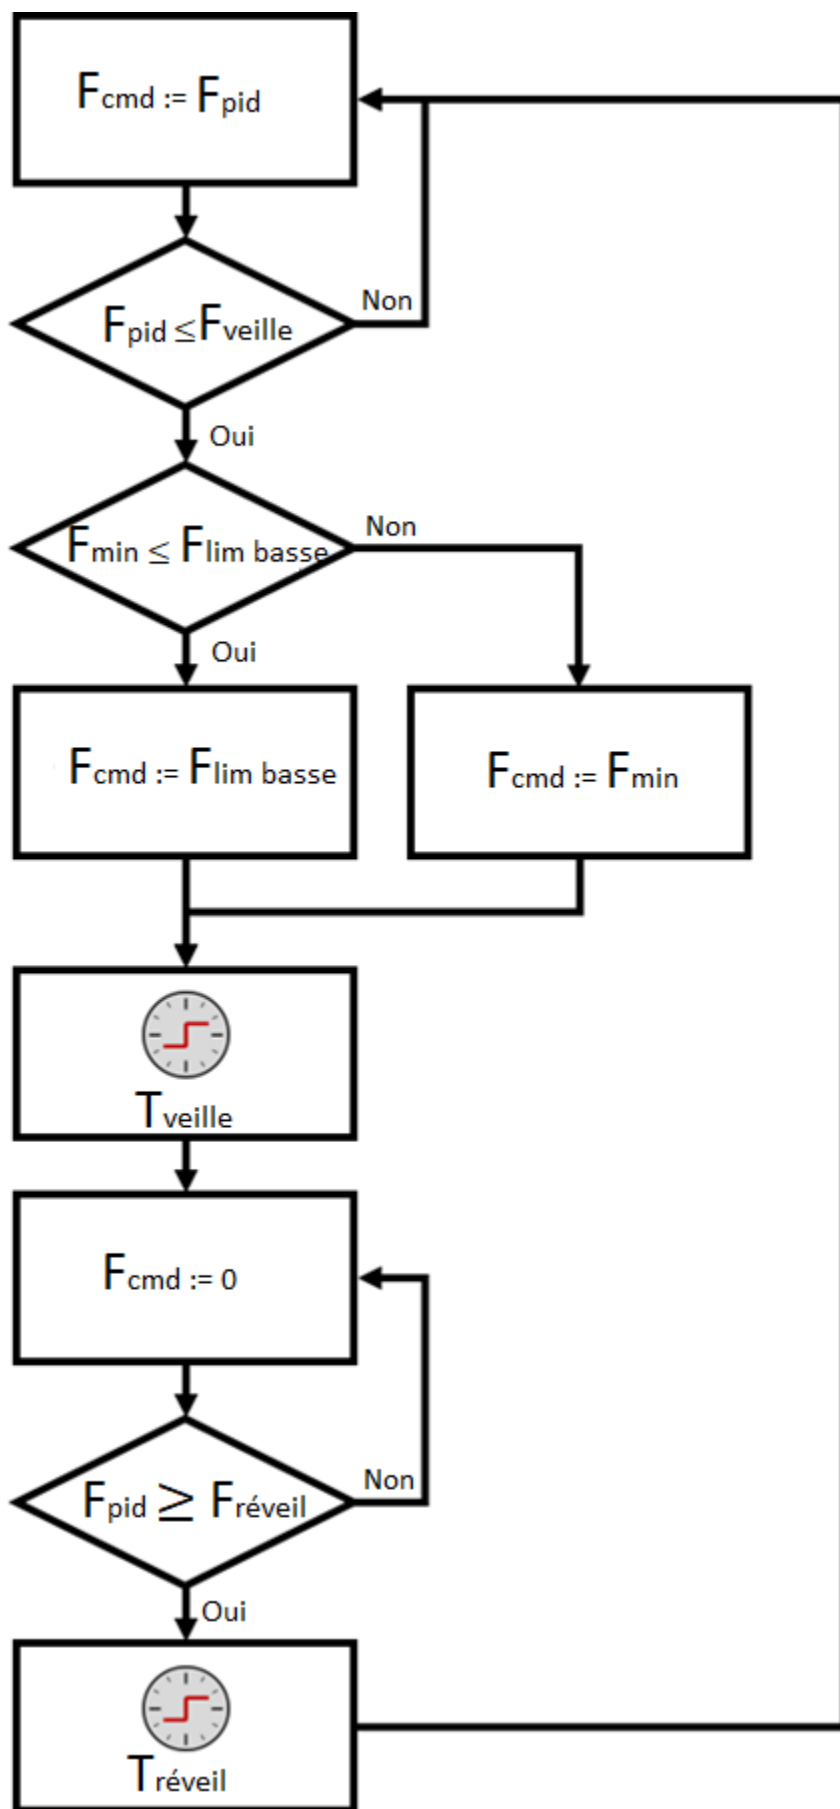 Fcmd := Fpid
Non
Fpid ≤Fveille
Oui
Non
Fmin ≤ Flim basse
Oui
Fcmd := Flim basse
Fcmd := Fmin
Tveille
Fcmd := 0
Non
Fpid ≥ Fréveil
Oui
Tréveil